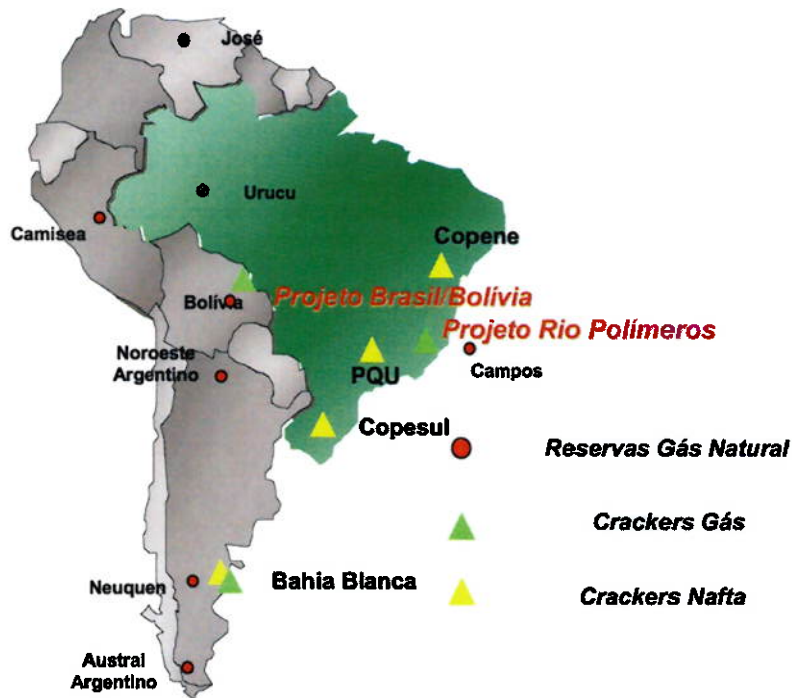 José
Urucu
Camisea
Copene
Bolívia
Projeto Brasil/Bolívia
Projeto Rio Polímeros
Noroeste
Argentino
PQU
Campos
Copesul
Reservas Gás Natural
Crackers Gás
Neuquen
Bahia Blanca
Crackers Nafta
Austral
Argentino